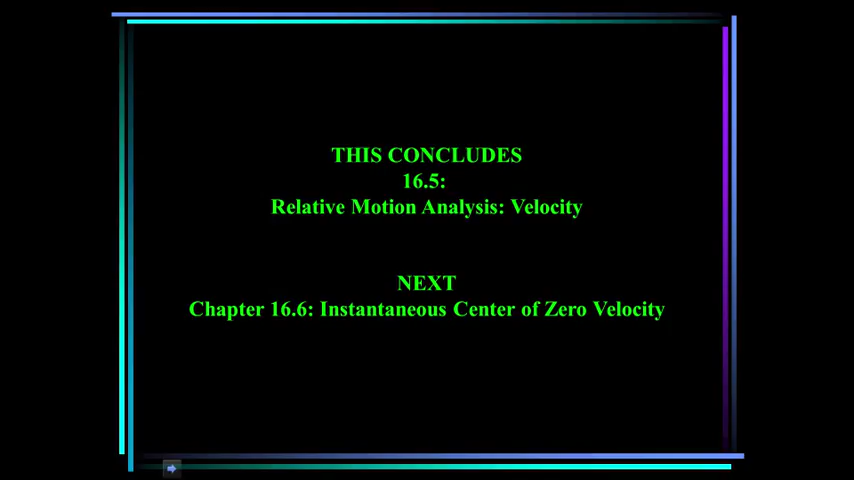 THIS CONCLUDES
16.5:
Relative Motion Analysis: Velocity
NEXT
Chapter 16.6: Instantaneous Center of Zero Velocity